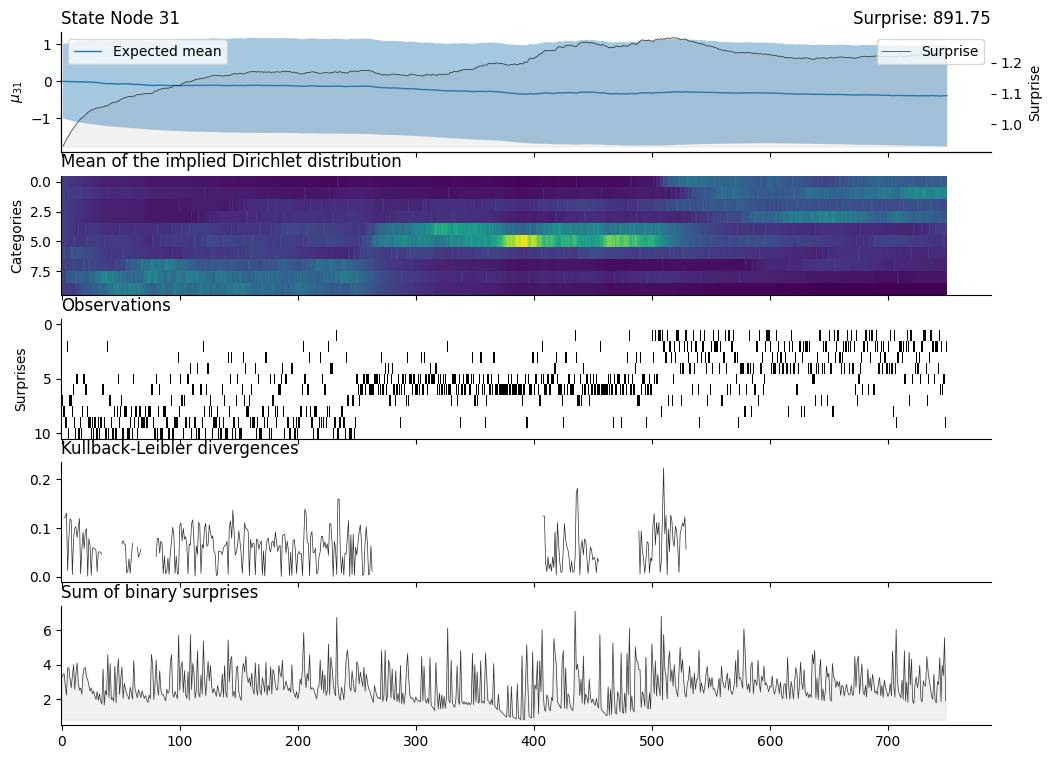 State Node 31 Surprise: 891.75
Expected mean
Surprise
1
0
−1
μ31
1.2
1.1
1.0
Surprise
Mean of the implied Dirichlet distribution
0.0
2.5
5.0
7.5
Categories
Observations
0
5
10
Surprises
Kullback-Leibler divergences
0.2
0.1
0.0
Sum of binary surprises
6
4
2
0 100 200 300 400 500 600 700